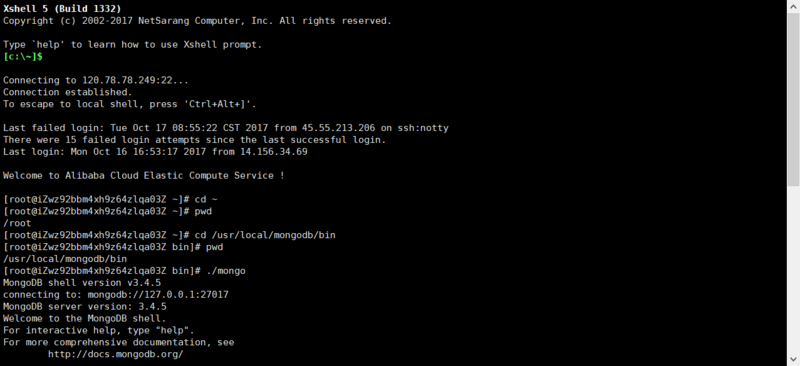 Xshell 5 (Build 1332)
Copyright (c) 2002-2017 NetSarang Computer, Inc. All rights reserved.
Type `help' to learn how to use Xshell prompt.
[c:\~]$
Connecting to 120.78.78.249:22...
Connection established.
To escape to local shell, press 'Ctrl+Alt+]'.
Last failed login: Tue Oct 17 08:55:22 CST 2017 from 45.55.213.206 on ssh:notty
There were 15 failed login attempts since the last successful login.
Last login: Mon Oct 16 16:53:17 2017 from 14.156.34.69
Welcome to Alibaba Cloud Elastic Compute Service !
[root@iZwz92bbm4xh9z64zlqa03Z ~]# cd ~
[root@iZwz92bbm4xh9z64zlqa03Z ~]# pwd
/root
[root@iZwz92bbm4xh9z64zlqa03Z ~]# cd /usr/local/mongodb/bin
[root@iZwz92bbm4xh9z64zlqa03Z bin]# pwd
/usr/local/mongodb/bin
[root@iZwz92bbm4xh9z64zlqa03Z bin]# ./mongo
MongoDB shell version v3.4.5
connecting to: mongodb://127.0.0.1:27017
MongoDB server version: 3.4.5
Welcome to the MongoDB shell.
For interactive help, type "help".
For more comprehensive documentation, see
http://docs.mongodb.org/